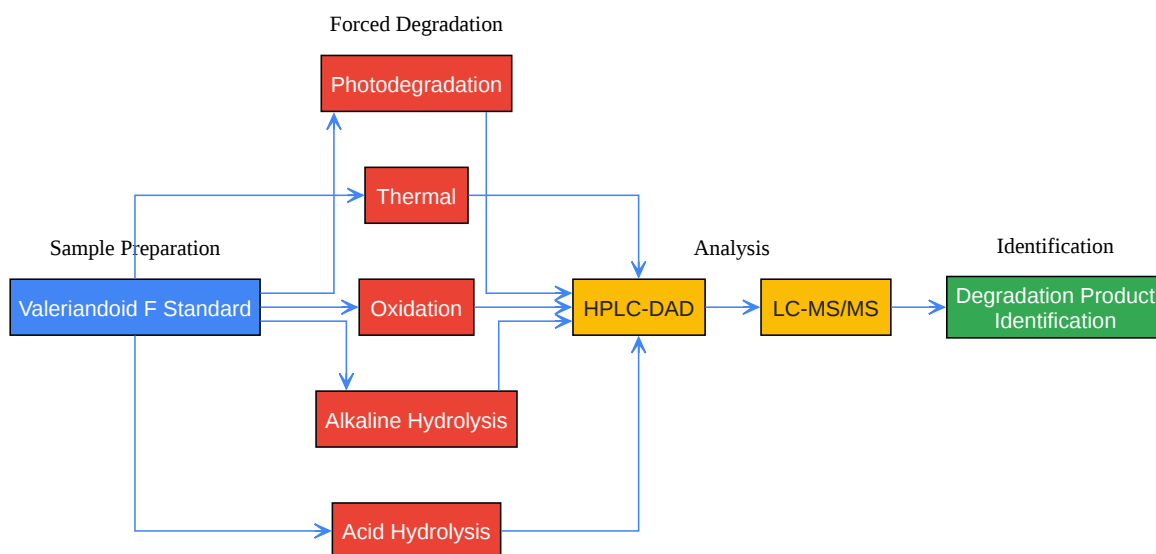 Forced Degradation
Photodegradation
Thermal
Sample Preparation
Analysis
Identification
Valeriandoid F Standard
Oxidation
HPLC-DAD
LC-MS/MS
Degradation Product
Identification
Alkaline Hydrolysis
Acid Hydrolysis